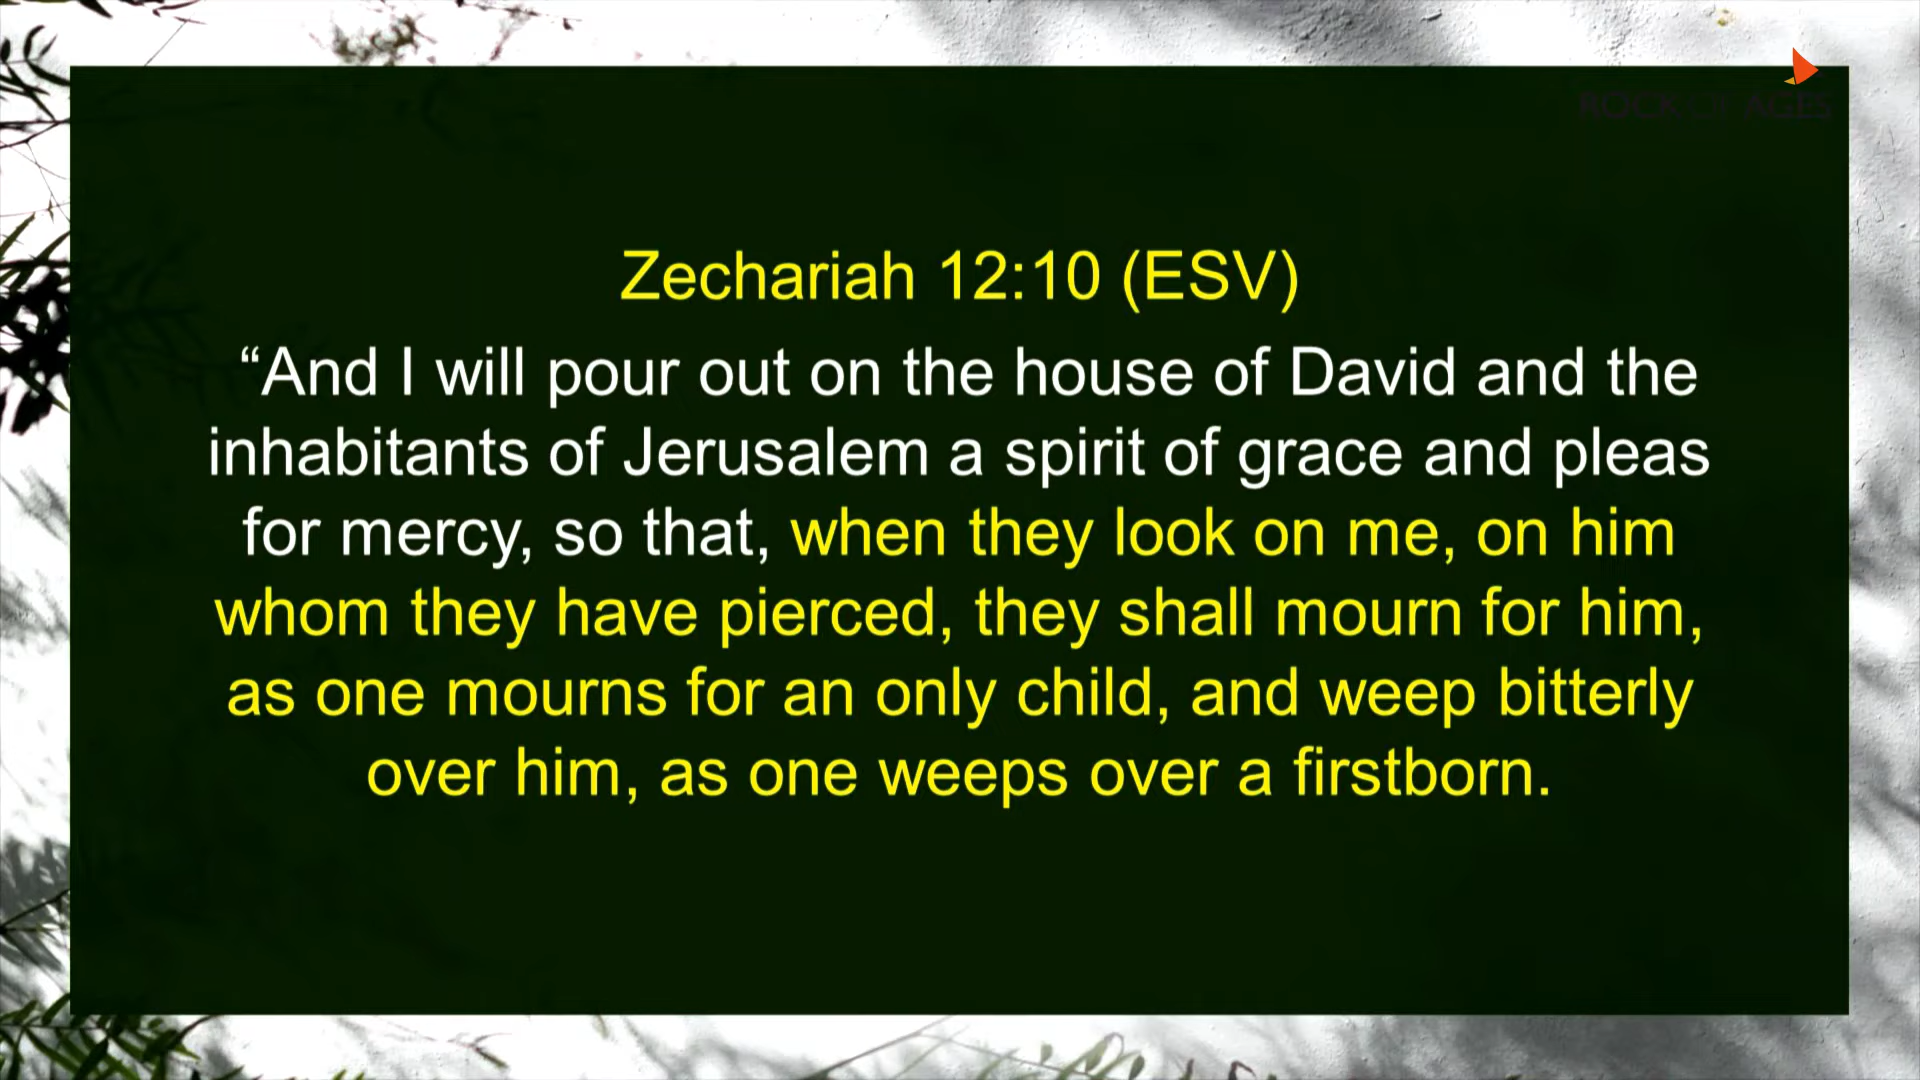 ROCK OF AGES
Zechariah 12:10 (ESV)
“And I will pour out on the house of David and the
inhabitants of Jerusalem a spirit of grace and pleas
for mercy, so that, when they look on me, on him
whom they have pierced, they shall mourn for him,
as one mourns for an only child, and weep bitterly
over him, as one weeps over a firstborn.